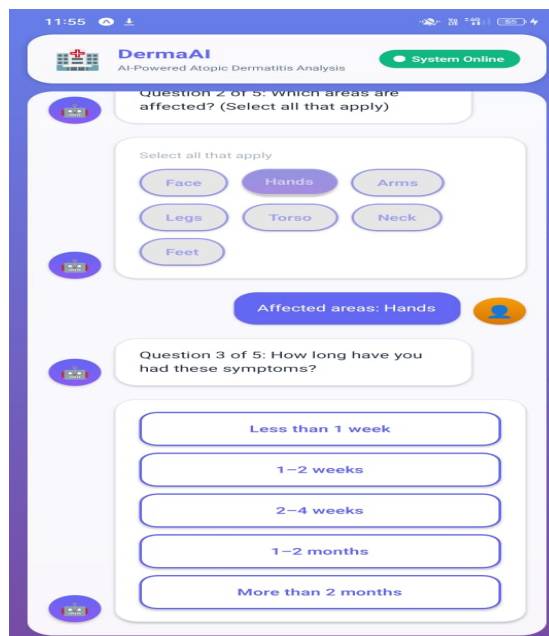 11:55
DermaAI
AI-Powered Atopic Dermatitis Analysis
System Online
Question 2 of 5: Which areas are
affected? (Select all that apply)
Select all that apply
Face
Hands
Arms
Legs
Torso
Neck
Feet
Affected areas: Hands
Question 3 of 5: How long have you
had these symptoms?
Less than 1 week
1–2 weeks
2–4 weeks
1–2 months
More than 2 months